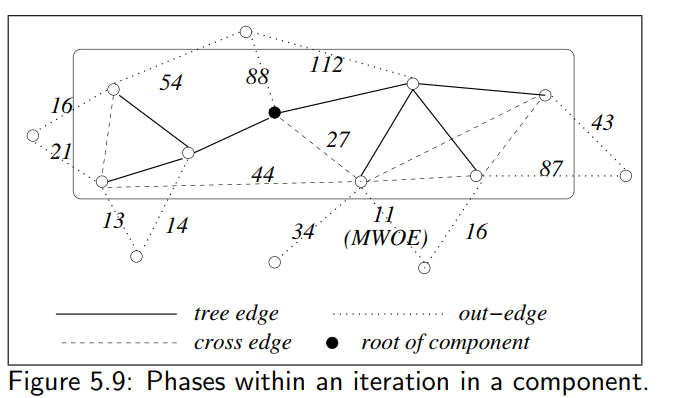 112
54
88
16
43
27
21
87
44
13
14
11
34
(MWOE)
16
tree edge
out−edge
cross edge
root of component
Figure 5.9: Phases within an iteration in a component.